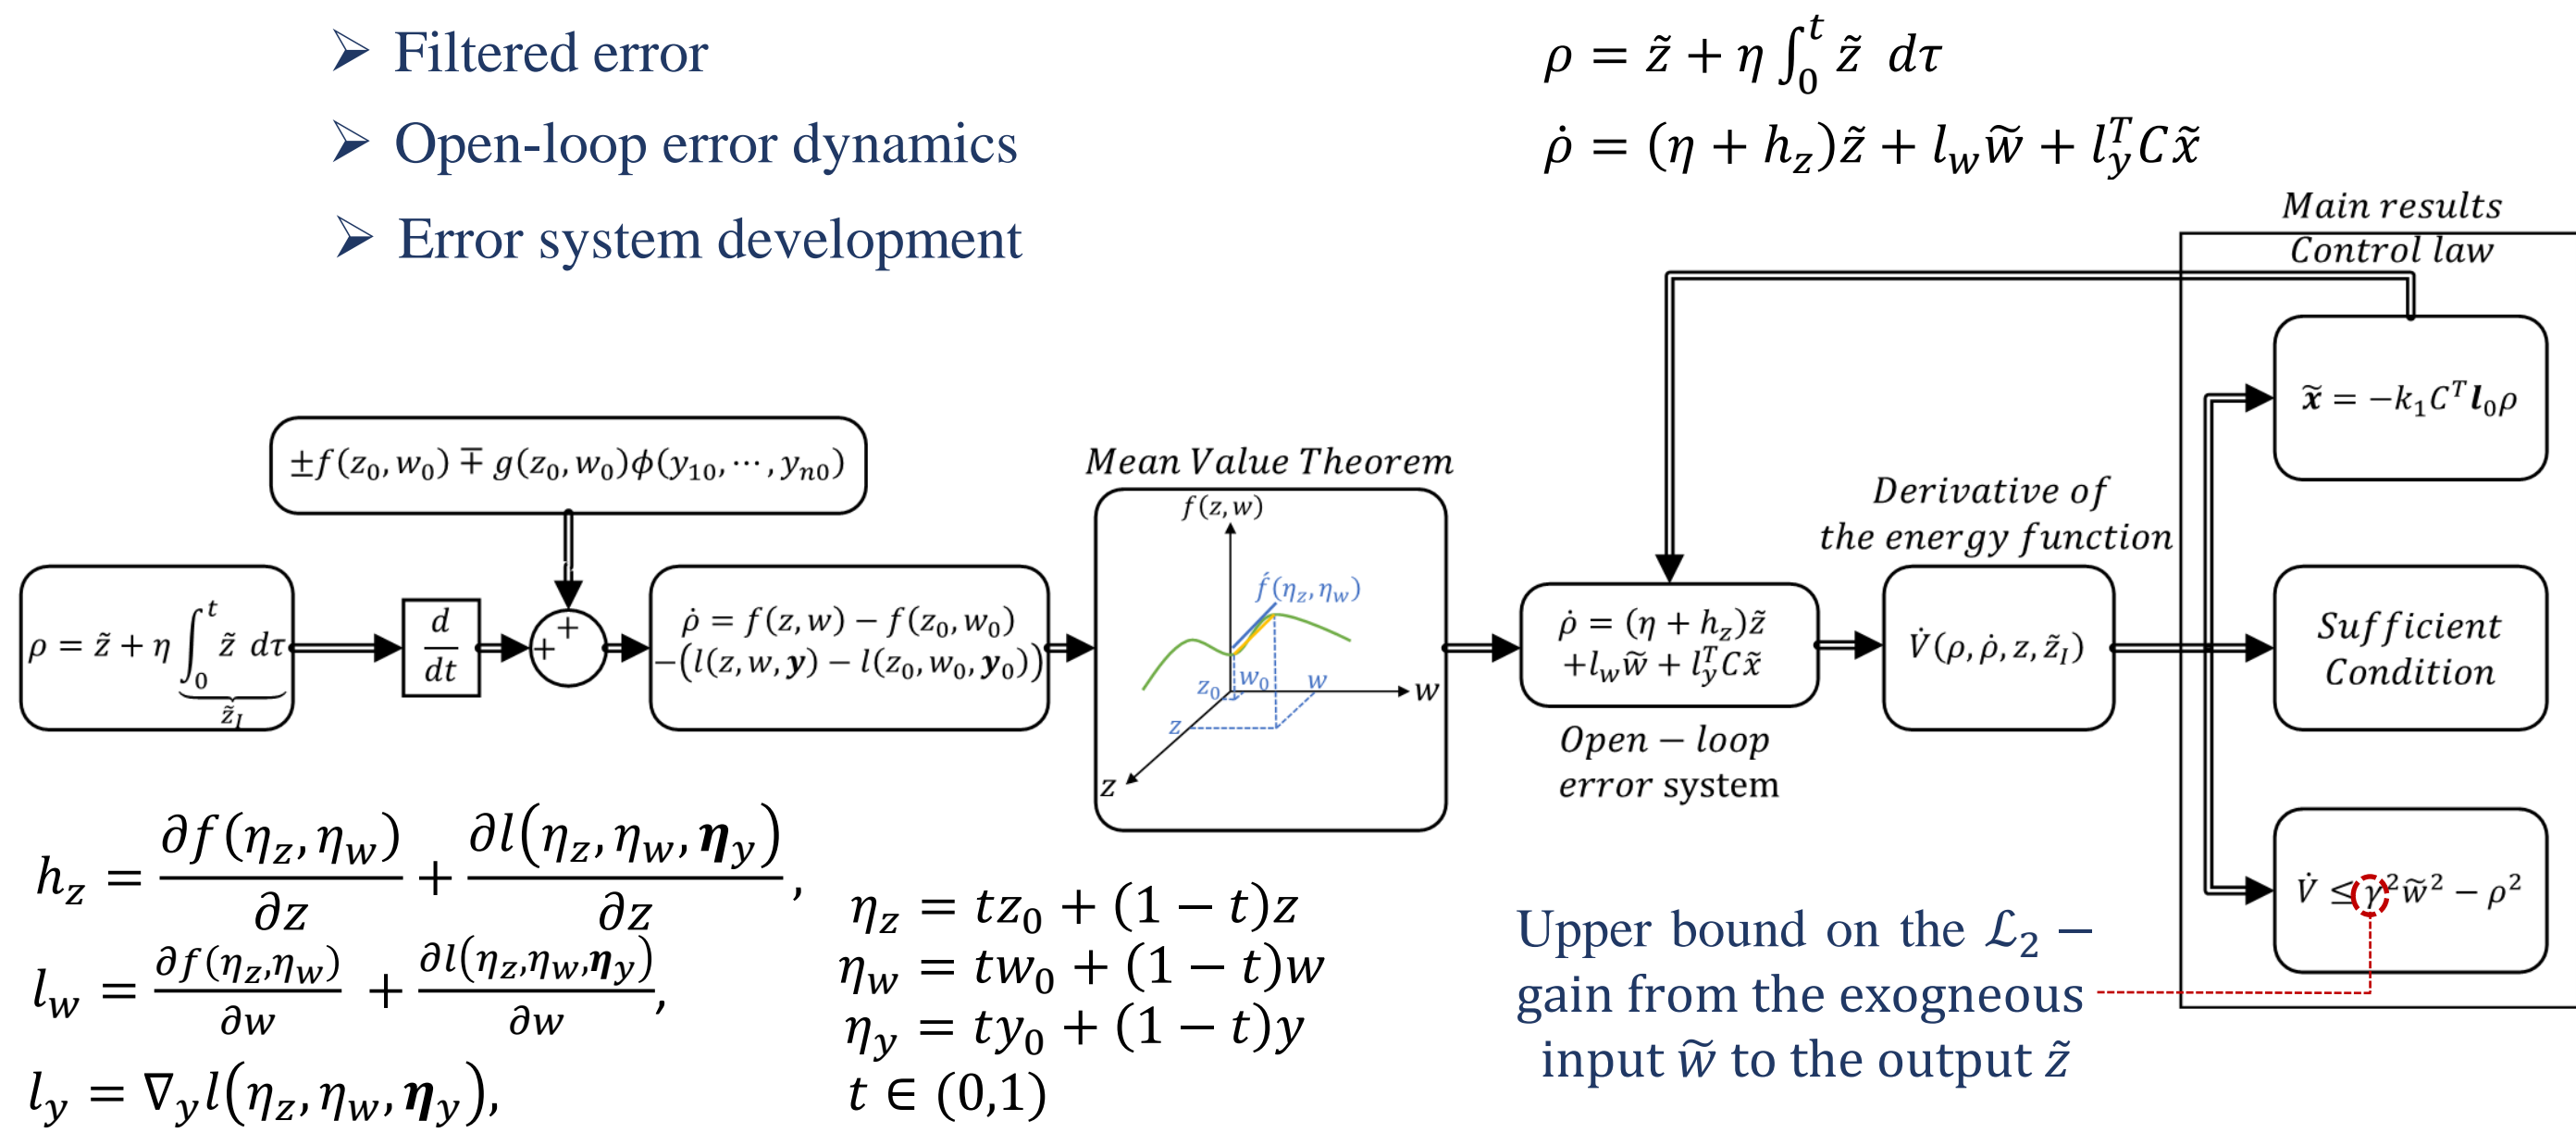 ➢ Filtered error
➢ Open-loop error dynamics
➢ Error system development
ρ = z̃ + η ∫₀ᵗ z̃ dτ
ρ̇ = (η + h_z)z̃ + l_w w̃ + l_y^T C x̃
Main results
Control law
x̃ = −k₁C^T l₀ρ
±f(z₀, w₀) ∓ g(z₀, w₀)ϕ(y₁₀, ⋯, y_n0)
Mean Value Theorem
f(z, w)
f́(η_z, η_w)
z₀
w₀
w
w
z
z
Derivative of
the energy function
ρ = z̃ + η ∫₀ᵗ z̃ dτ
z̃_I
d
dt
+
+
ρ̇ = f(z, w) − f(z₀, w₀)
−(l(z, w, y) − l(z₀, w₀, y₀))
ρ̇ = (η + h_z)z̃
+l_w w̃ + l_y^T C x̃
Open − loop
error system
V̇(ρ, ρ̇, z, z̃_I)
Sufficient
Condition
V̇ ≤ γ²w̃² − ρ²
h_z = ∂f(η_z, η_w)/∂z + ∂l(η_z, η_w, η_y)/∂z,
l_w = ∂f(η_z,η_w)/∂w + ∂l(η_z,η_w,η_y)/∂w,
l_y = ∇_y l(η_z, η_w, η_y),
η_z = tz₀ + (1 − t)z
η_w = tw₀ + (1 − t)w
η_y = ty₀ + (1 − t)y
t ∈ (0,1)
Upper bound on the ℒ₂ −
gain from the exogneous
input w̃ to the output z̃